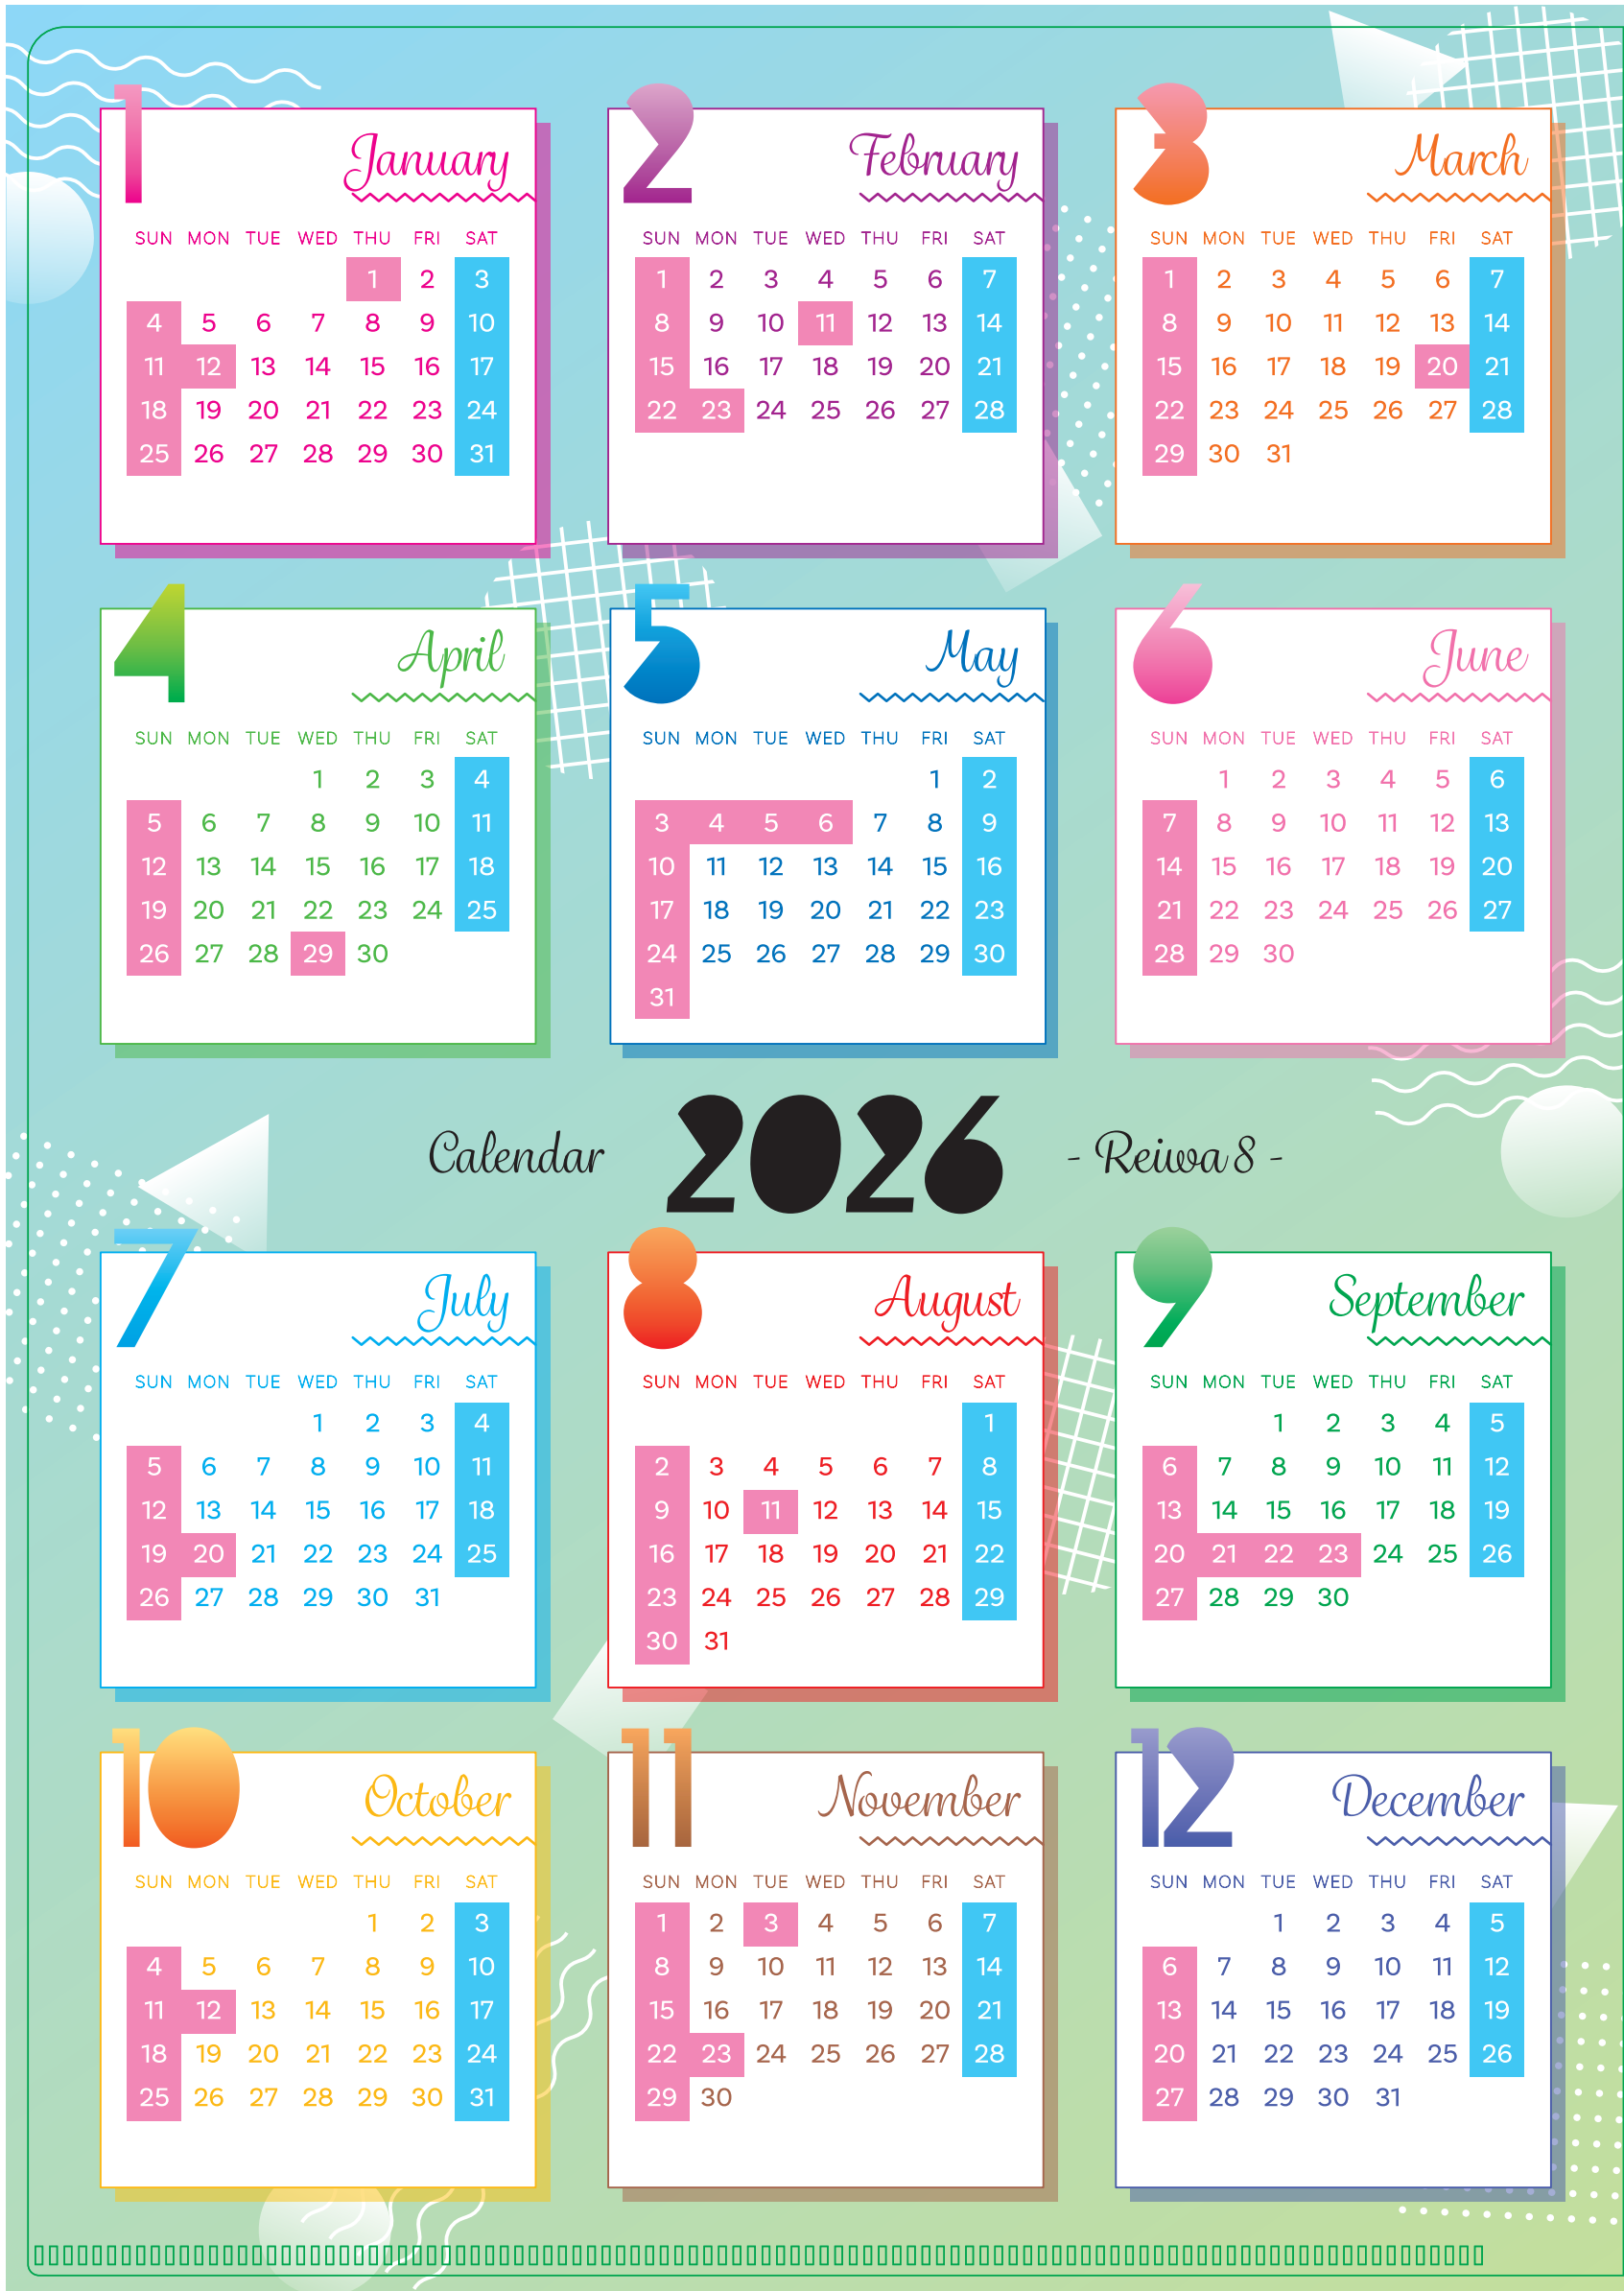 1
January
SUN MON TUE WED THU FRI SAT
1 2 3
4 5 6 7 8 9 10
11 12 13 14 15 16 17
18 19 20 21 22 23 24
25 26 27 28 29 30 31
2
February
SUN MON TUE WED THU FRI SAT
1 2 3 4 5 6 7
8 9 10 11 12 13 14
15 16 17 18 19 20 21
22 23 24 25 26 27 28
3
March
SUN MON TUE WED THU FRI SAT
1 2 3 4 5 6 7
8 9 10 11 12 13 14
15 16 17 18 19 20 21
22 23 24 25 26 27 28
29 30 31
4
April
SUN MON TUE WED THU FRI SAT
1 2 3 4
5 6 7 8 9 10 11
12 13 14 15 16 17 18
19 20 21 22 23 24 25
26 27 28 29 30
5
May
SUN MON TUE WED THU FRI SAT
1 2
3 4 5 6 7 8 9
10 11 12 13 14 15 16
17 18 19 20 21 22 23
24 25 26 27 28 29 30
31
6
June
SUN MON TUE WED THU FRI SAT
1 2 3 4 5 6
7 8 9 10 11 12 13
14 15 16 17 18 19 20
21 22 23 24 25 26 27
28 29 30
Calendar 2026 - Reiwa 8 -
7
July
SUN MON TUE WED THU FRI SAT
1 2 3 4
5 6 7 8 9 10 11
12 13 14 15 16 17 18
19 20 21 22 23 24 25
26 27 28 29 30 31
8
August
SUN MON TUE WED THU FRI SAT
1
2 3 4 5 6 7 8
9 10 11 12 13 14 15
16 17 18 19 20 21 22
23 24 25 26 27 28 29
30 31
9
September
SUN MON TUE WED THU FRI SAT
1 2 3 4 5
6 7 8 9 10 11 12
13 14 15 16 17 18 19
20 21 22 23 24 25 26
27 28 29 30
10
October
SUN MON TUE WED THU FRI SAT
1 2 3
4 5 6 7 8 9 10
11 12 13 14 15 16 17
18 19 20 21 22 23 24
25 26 27 28 29 30 31
11
November
SUN MON TUE WED THU FRI SAT
1 2 3 4 5 6 7
8 9 10 11 12 13 14
15 16 17 18 19 20 21
22 23 24 25 26 27 28
29 30
12
December
SUN MON TUE WED THU FRI SAT
1 2 3 4 5
6 7 8 9 10 11 12
13 14 15 16 17 18 19
20 21 22 23 24 25 26
27 28 29 30 31